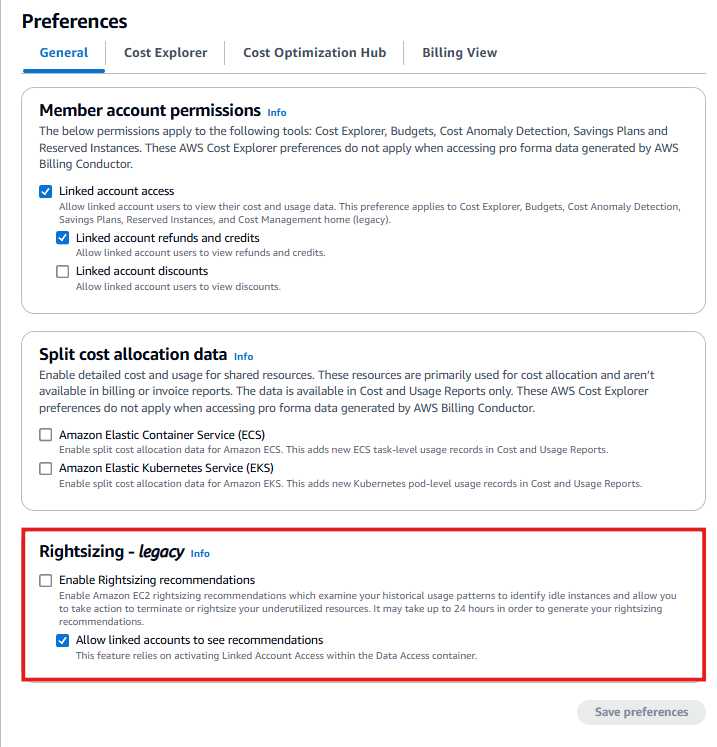 Preferences
General
Cost Explorer
Cost Optimization Hub
Billing View
Member account permissions Info
The below permissions apply to the following tools: Cost Explorer, Budgets, Cost Anomaly Detection, Savings Plans and
Reserved Instances. These AWS Cost Explorer preferences do not apply when accessing pro forma data generated by AWS
Billing Conductor.
Linked account access
Allow linked account users to view their cost and usage data. This preference applies to Cost Explorer, Budgets, Cost Anomaly Detection,
Savings Plans, Reserved Instances, and Cost Management home (legacy).
Linked account refunds and credits
Allow linked account users to view refunds and credits.
Linked account discounts
Allow linked account users to view discounts.
Split cost allocation data Info
Enable detailed cost and usage for shared resources. These resources are primarily used for cost allocation and aren't
available in billing or invoice reports. The data is available in Cost and Usage Reports only. These AWS Cost Explorer
preferences do not apply when accessing pro forma data generated by AWS Billing Conductor.
Amazon Elastic Container Service (ECS)
Enable split cost allocation data for Amazon ECS. This adds new ECS task-level usage records in Cost and Usage Reports.
Amazon Elastic Kubernetes Service (EKS)
Enable split cost allocation data for Amazon EKS. This adds new Kubernetes pod-level usage records in Cost and Usage Reports.
Rightsizing - legacy Info
Enable Rightsizing recommendations
Enable Amazon EC2 rightsizing recommendations which examine your historical usage patterns to identify idle instances and allow you
to take action to terminate or rightsize your underutilized resources. It may take up to 24 hours in order to generate your rightsizing
recommendations.
Allow linked accounts to see recommendations
This feature relies on activating Linked Account Access within the Data Access container.
Save preferences